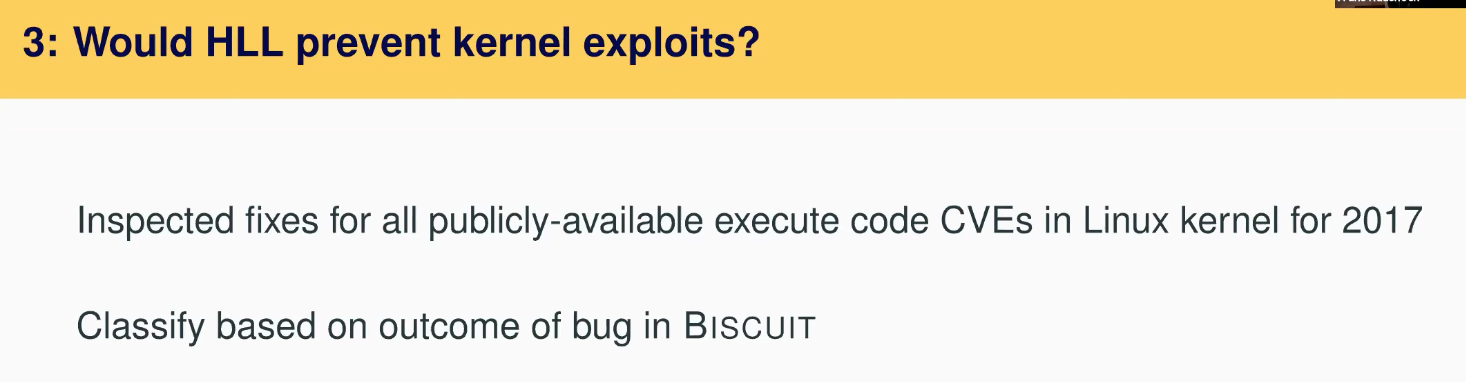 3: Would HLL prevent kernel exploits?
Inspected fixes for all publicly-available execute code CVEs in Linux kernel for 2017
Classify based on outcome of bug in BISCUIT